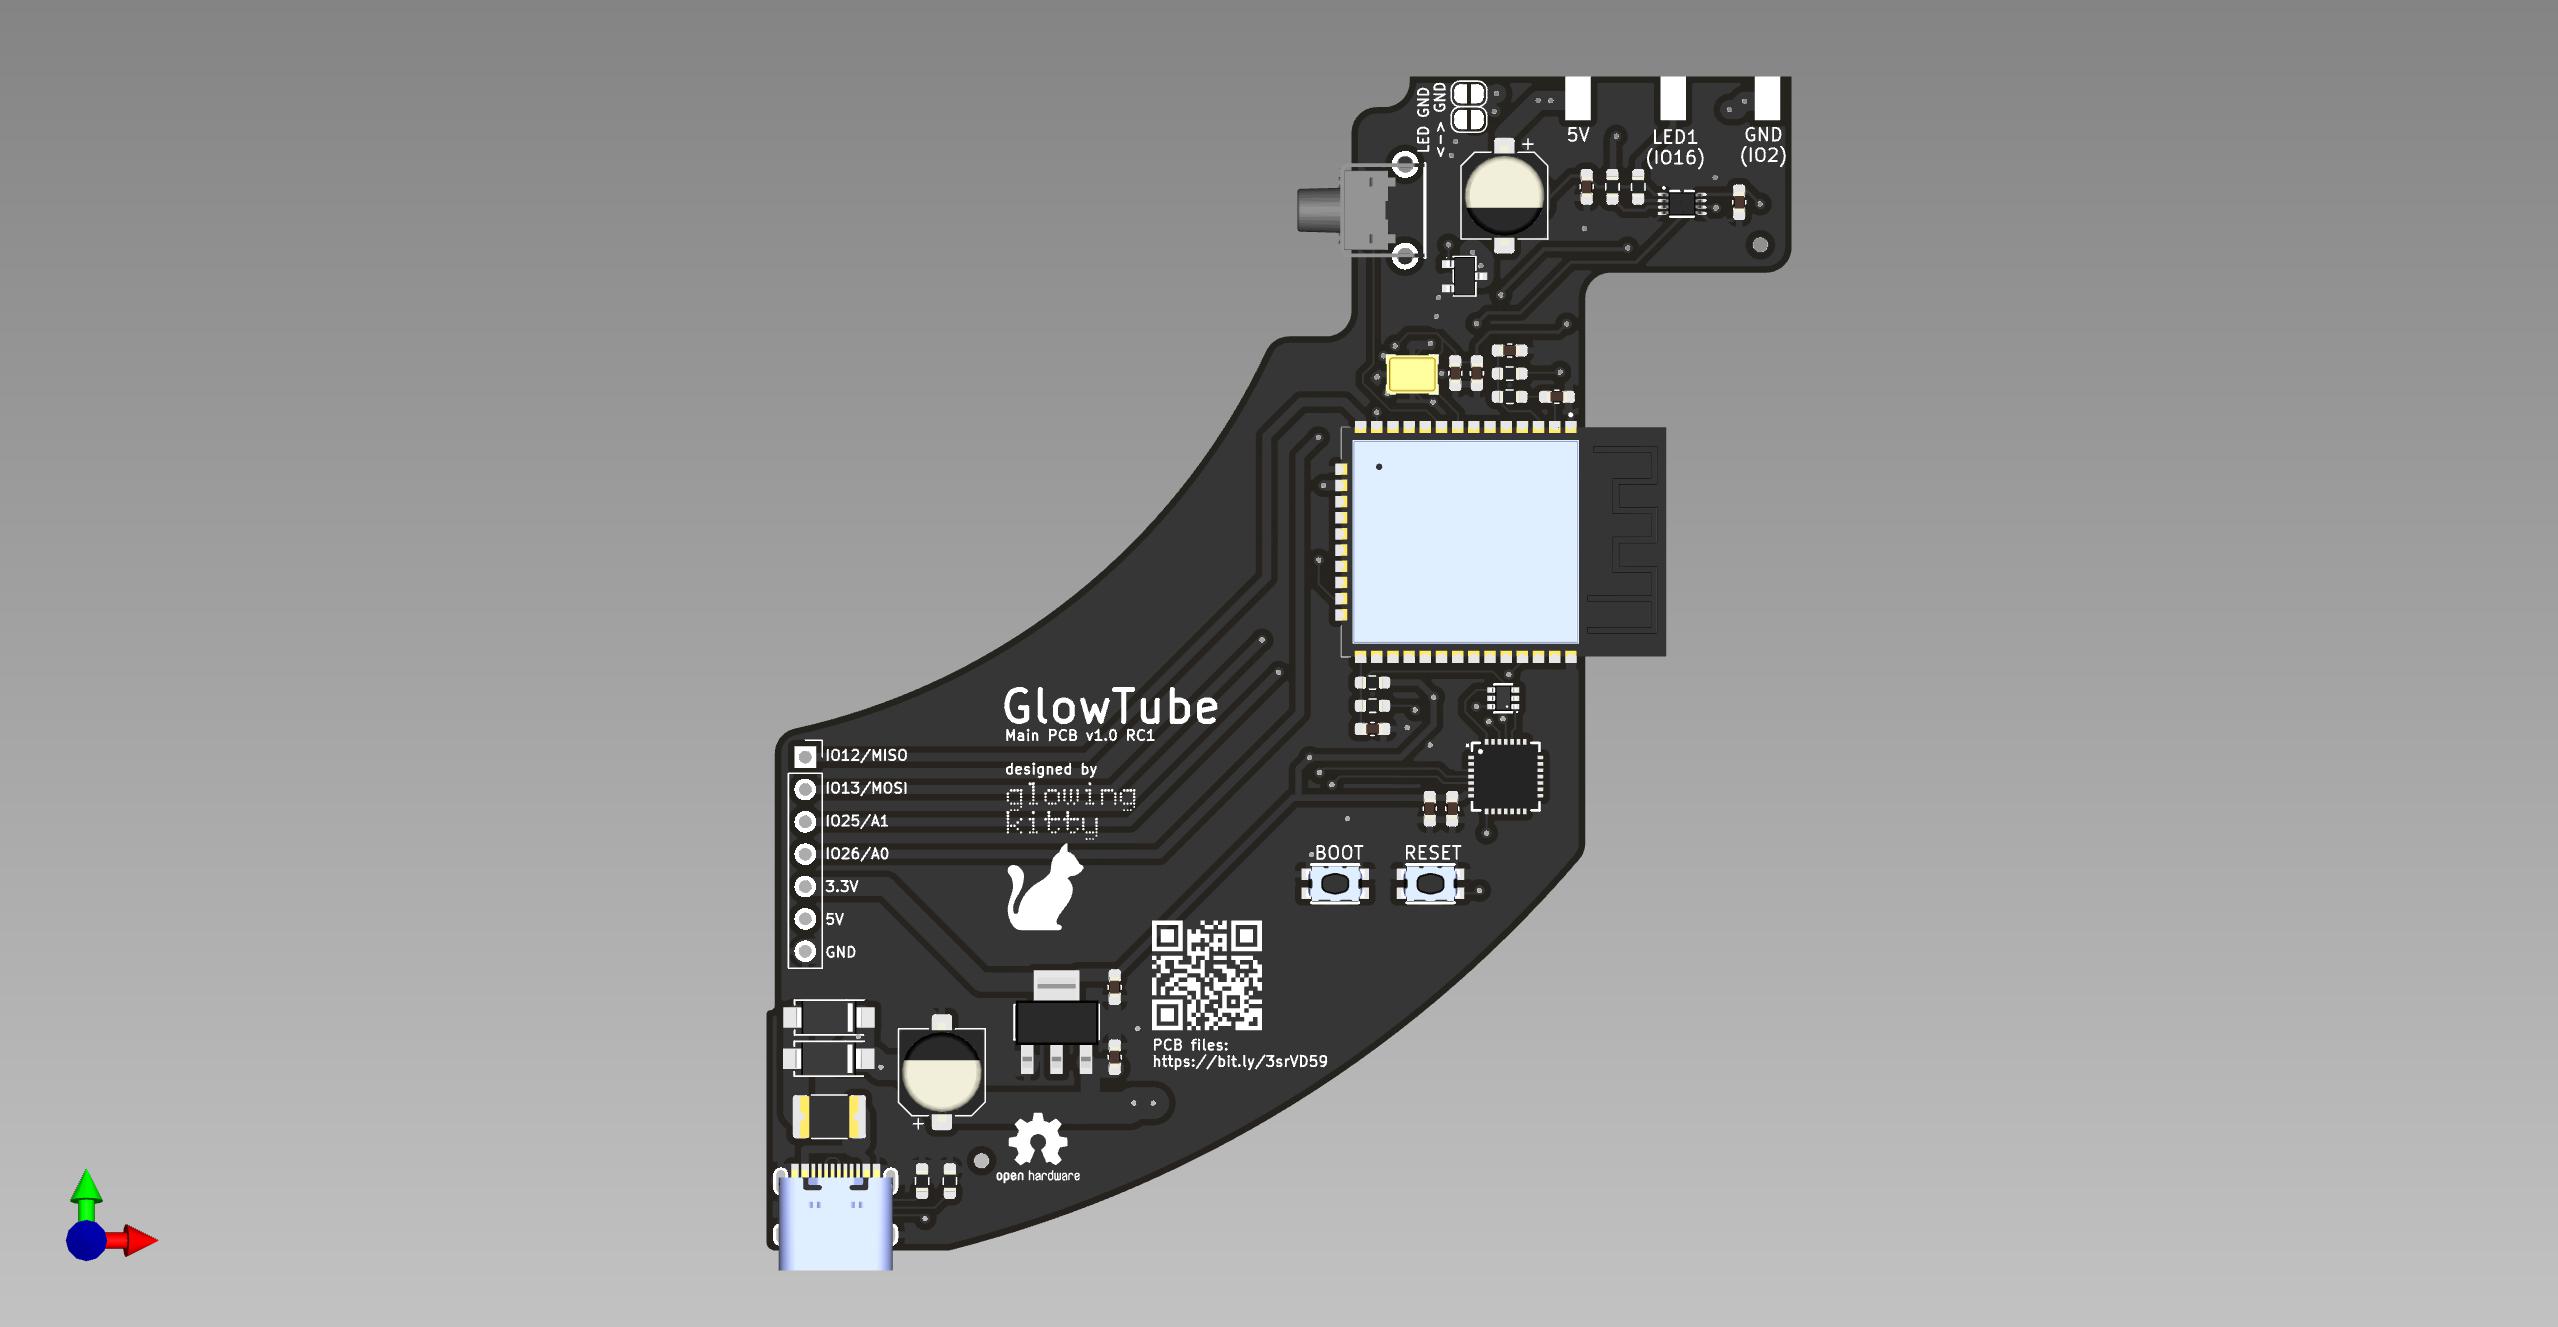 LED GND
<-> GND
+
5V
LED1
(IO16)
GND
(IO2)
GlowTube
Main PCB v1.0 RC1
designed by
glowing
kitty
IO12/MISO
IO13/MOSI
IO25/A1
IO26/A0
3.3V
5V
GND
BOOT
RESET
PCB files:
https://bit.ly/3srVD59
+
open hardware